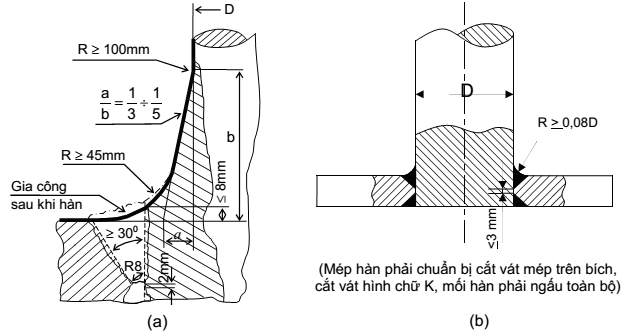 D
R ≥ 100mm
a/b = 1/3 ÷ 1/5
b
R ≥ 45mm
≤ 8mm
Gia công
sau khi hàn
≥ 30⁰
a
R8
2mm
(a)
D
R ≥ 0,08D
≤3 mm
(Mép hàn phải chuẩn bị cắt vát mép trên bích,
cắt vát hình chữ K, mối hàn phải ngấu toàn bộ)
(b)